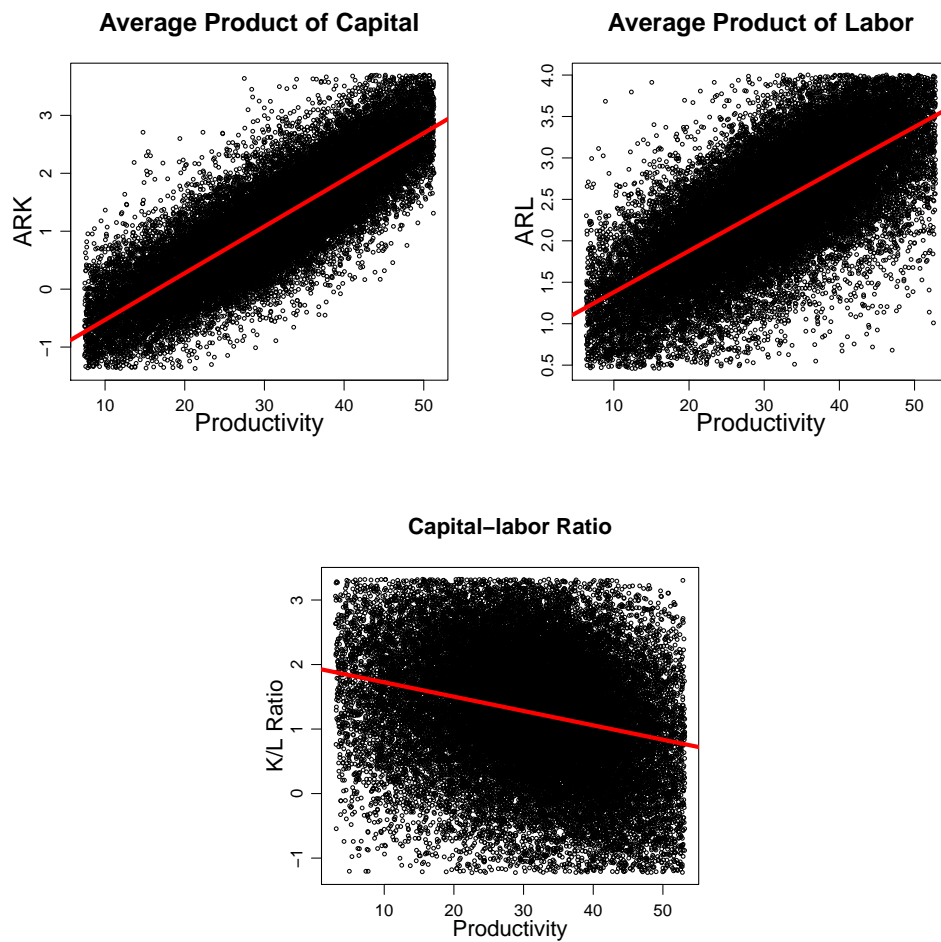 Average Product of Capital
ARK
3
2
1
0
−1
10 20 30 40 50
Productivity
Average Product of Labor
ARL
4.0
3.5
3.0
2.5
2.0
1.5
1.0
0.5
10 20 30 40 50
Productivity
Capital−labor Ratio
K/L Ratio
3
2
1
0
−1
10 20 30 40 50
Productivity